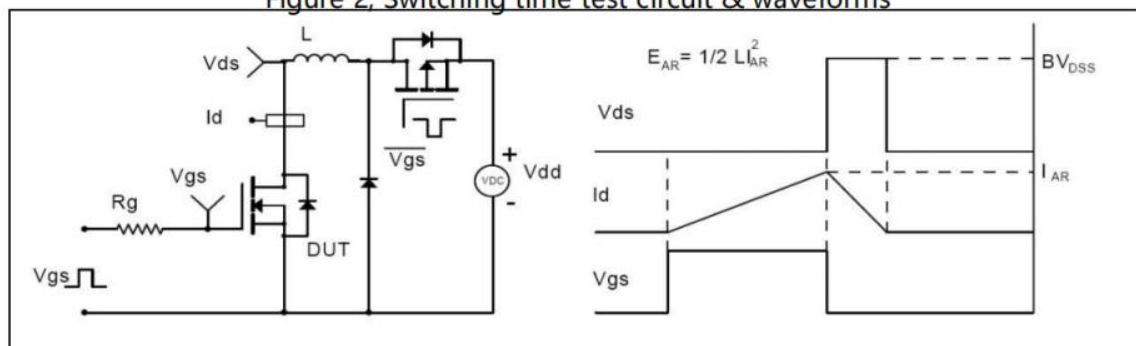 Figure 2, Switching time test circuit & waveforms
L
Vds
Id
Vgs
Rg
Vgs
DUT
Vgs
+
VDC
Vdd
-
E_AR = 1/2 LI_AR^2
BV_DSS
Vds
I_AR
Id
Vgs